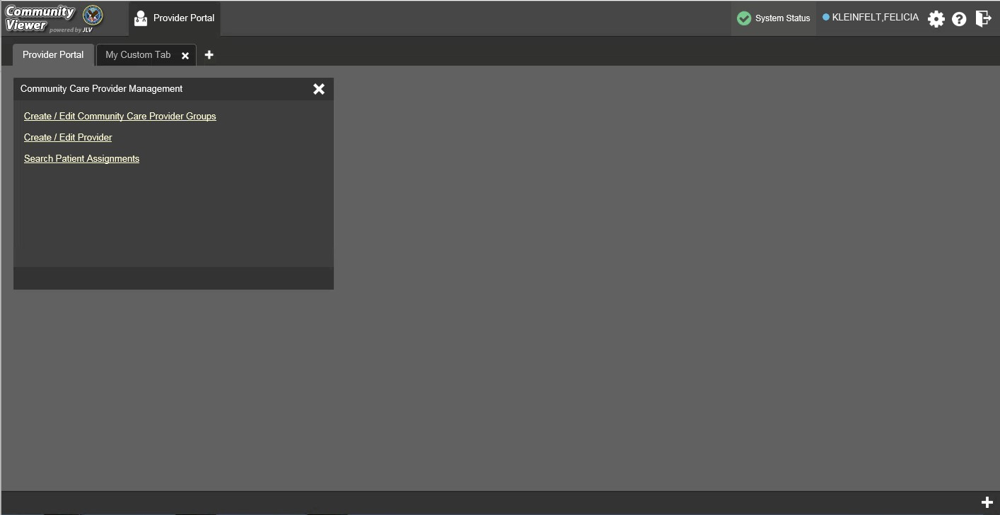 Community
Viewer powered by JLV
Provider Portal
System Status
KLEINFELT,FELICIA
Provider Portal
My Custom Tab
Community Care Provider Management
Create / Edit Community Care Provider Groups
Create / Edit Provider
Search Patient Assignments